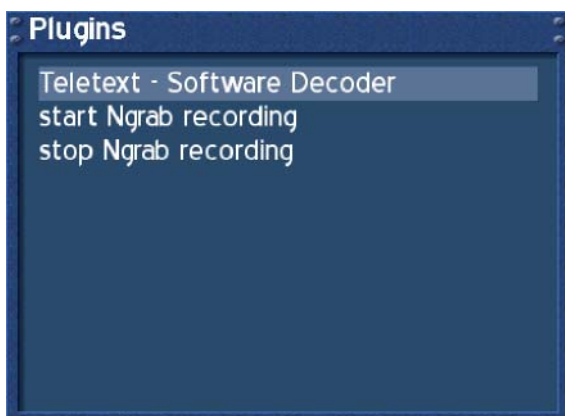 Plugins
Teletext - Software Decoder
start Ngrab recording
stop Ngrab recording